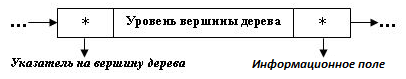 ... * Уровень вершины дерева * ...
Указатель на вершину дерева Информационное поле